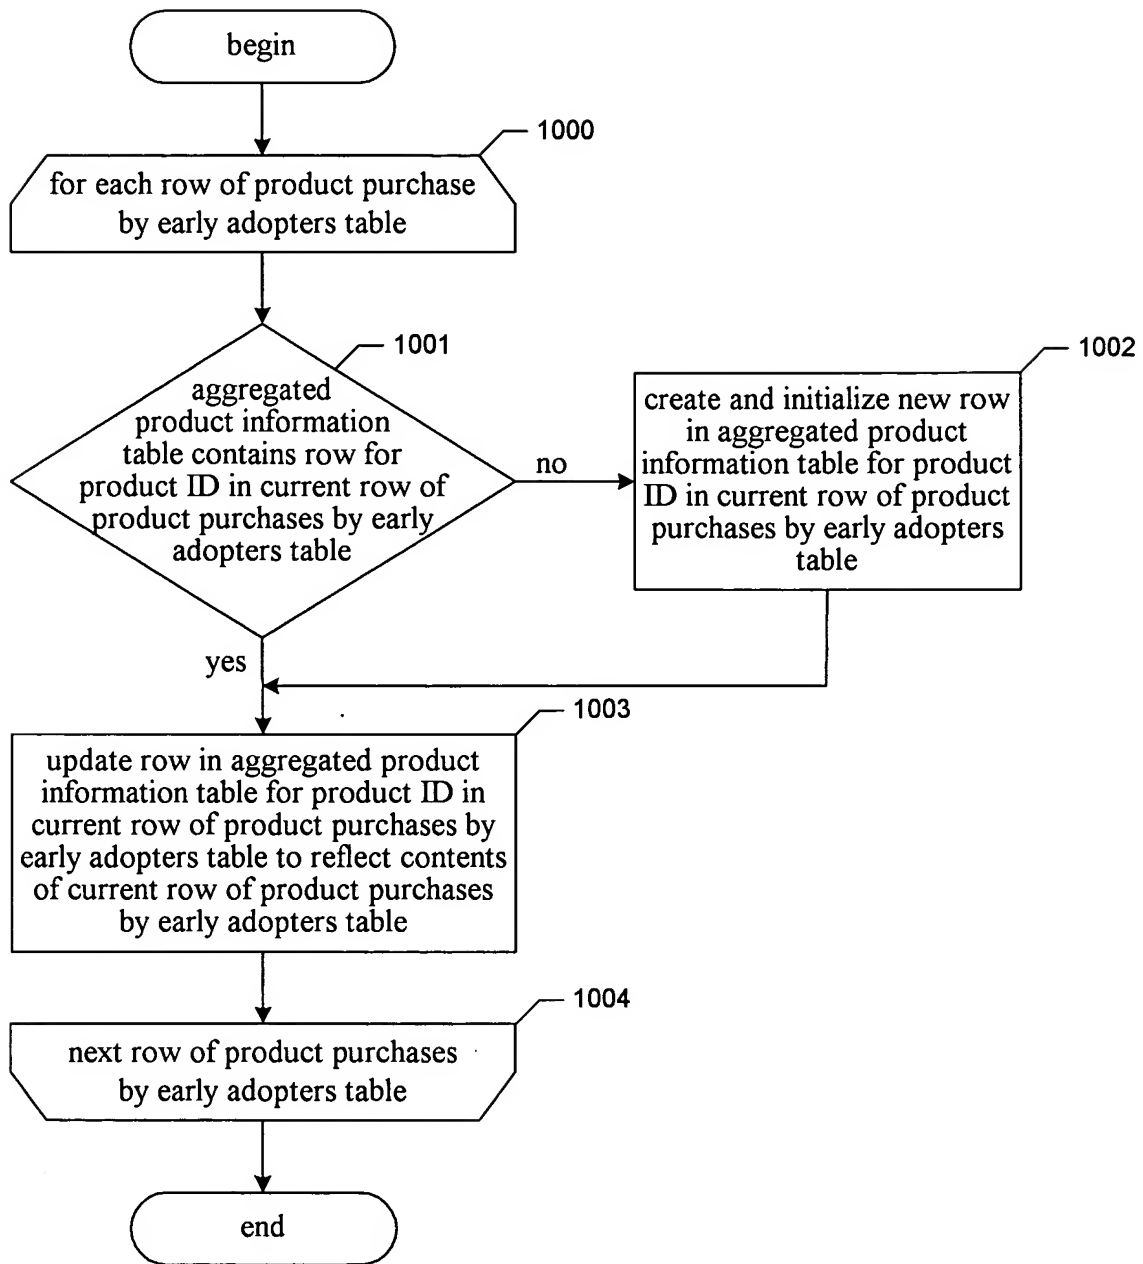 begin
1000
for each row of product purchase
by early adopters table
1001
aggregated
product information
table contains row for
product ID in current row of
product purchases by early
adopters table
no
1002
create and initialize new row
in aggregated product
information table for product
ID in current row of product
purchases by early adopters
table
yes
1003
update row in aggregated product
information table for product ID in
current row of product purchases by
early adopters table to reflect contents
of current row of product purchases
by early adopters table
1004
next row of product purchases
by early adopters table
end